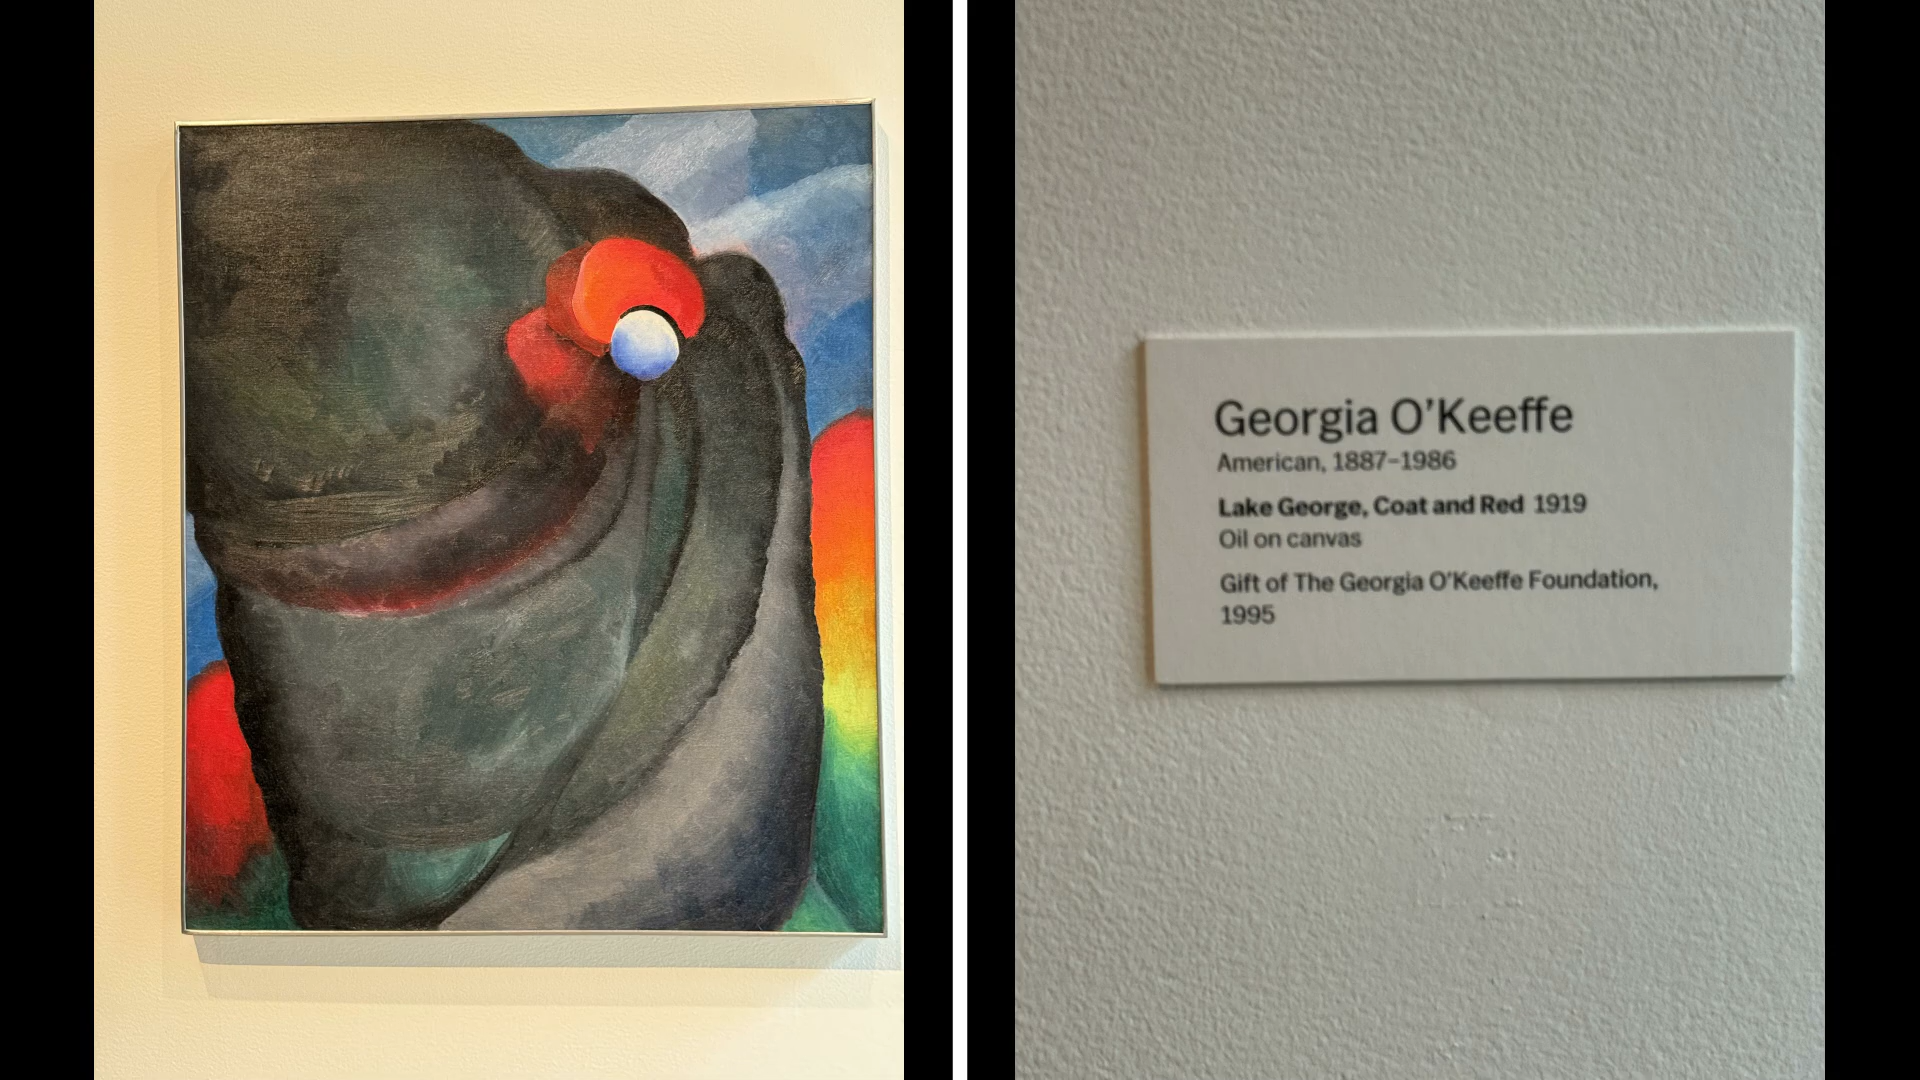 Georgia O’Keeffe
American, 1887–1986
Lake George, Coat and Red 1919
Oil on canvas
Gift of The Georgia O’Keeffe Foundation,
1995